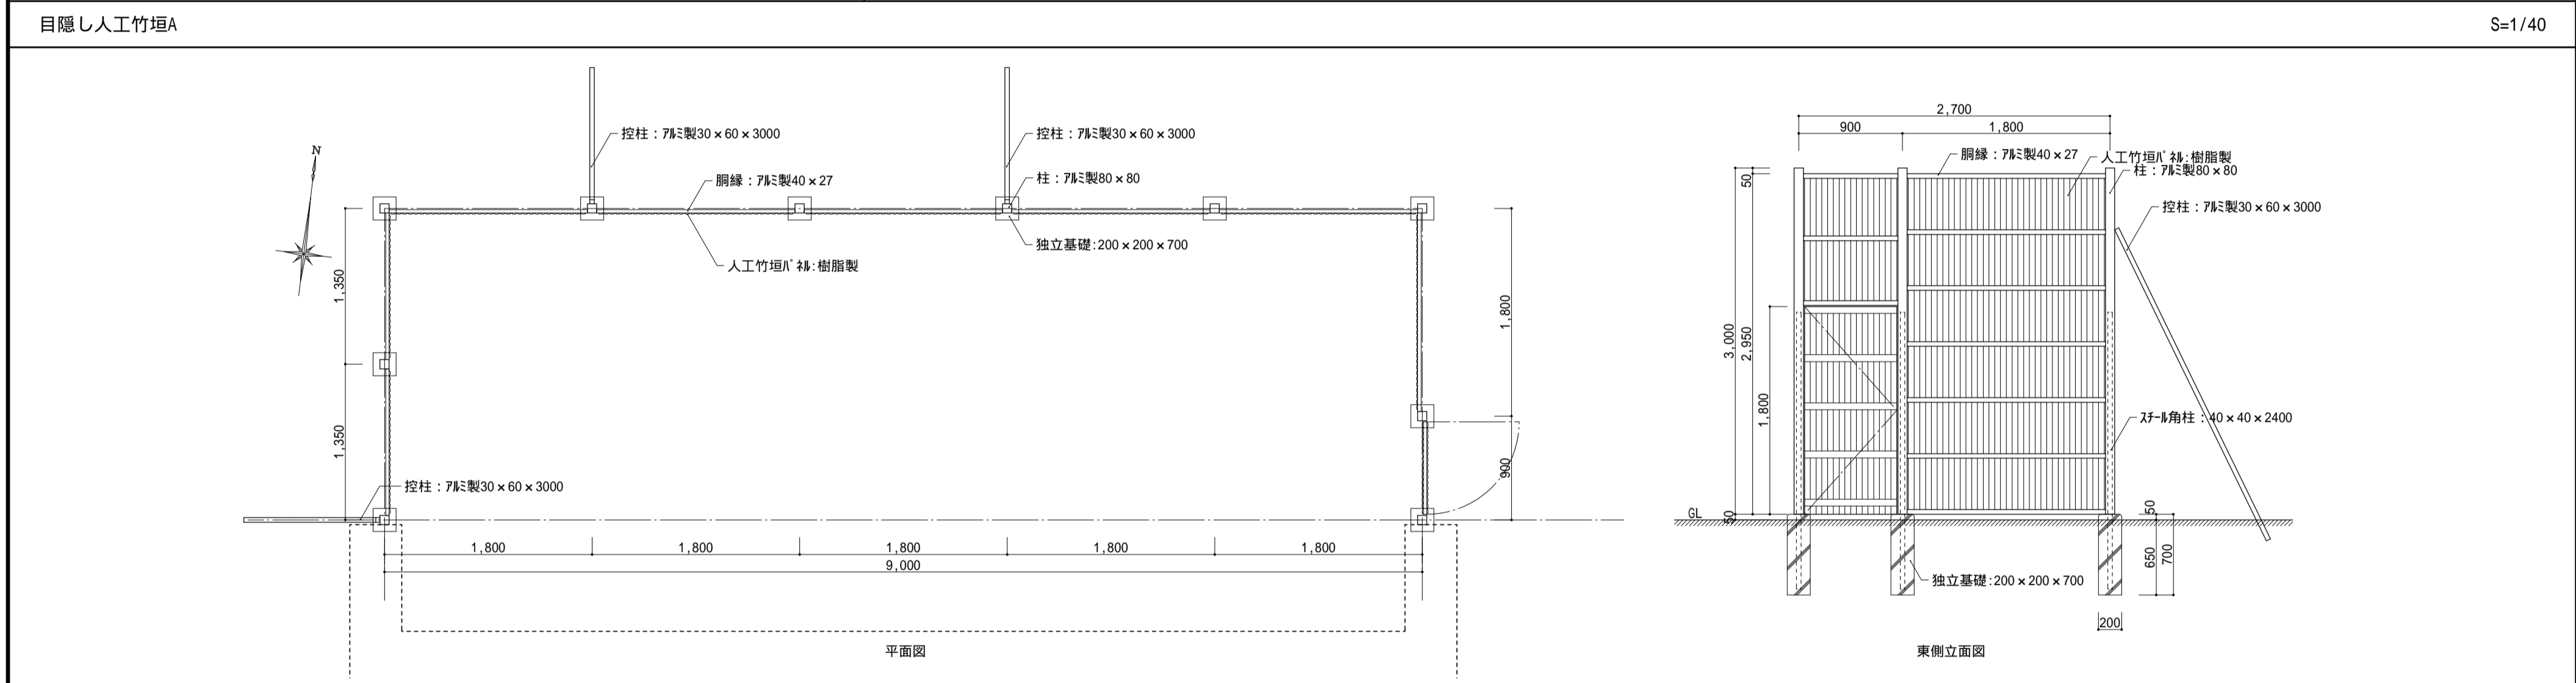 目隠し人工竹垣A
S=1/40
N
控柱：ｱﾙﾐ製30×60×3000
控柱：ｱﾙﾐ製30×60×3000
胴縁：ｱﾙﾐ製40×27
柱：ｱﾙﾐ製80×80
独立基礎:200×200×700
人工竹垣ﾊﾟﾈﾙ:樹脂製
1,350
1,350
控柱：ｱﾙﾐ製30×60×3000
1,800
900
1,800
1,800
1,800
1,800
1,800
9,000
平面図
2,700
900
1,800
胴縁：ｱﾙﾐ製40×27
人工竹垣ﾊﾟﾈﾙ:樹脂製
柱：ｱﾙﾐ製80×80
控柱：ｱﾙﾐ製30×60×3000
50
3,000
2,950
1,800
ｽﾁｰﾙ角柱：40×40×2400
GL
50
50
650
700
独立基礎:200×200×700
200
東側立面図